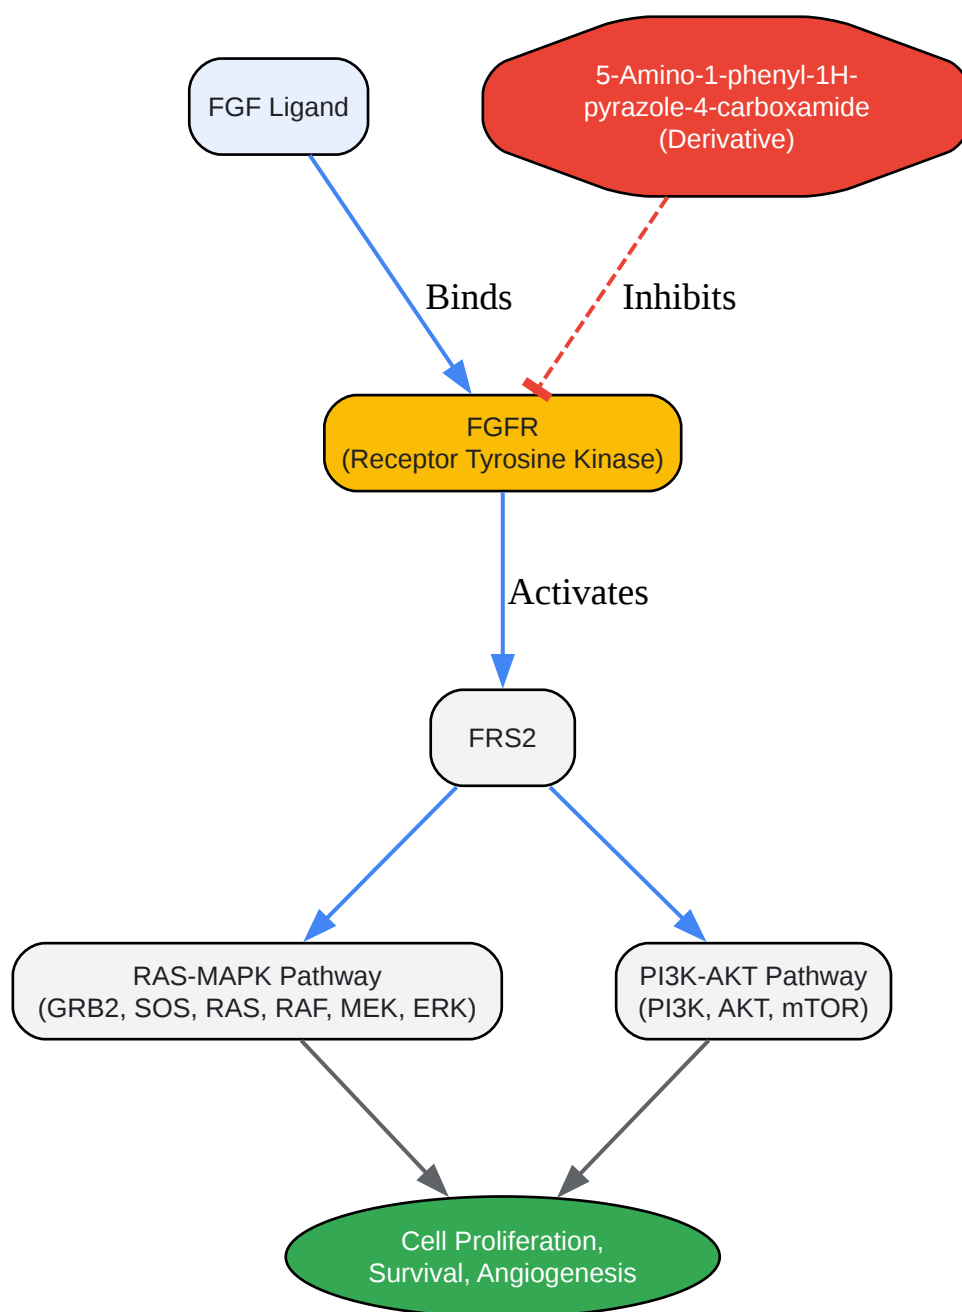 FGF Ligand
5-Amino-1-phenyl-1H-
pyrazole-4-carboxamide
(Derivative)
Binds
Inhibits
FGFR
(Receptor Tyrosine Kinase)
Activates
FRS2
RAS-MAPK Pathway
(GRB2, SOS, RAS, RAF, MEK, ERK)
PI3K-AKT Pathway
(PI3K, AKT, mTOR)
Cell Proliferation,
Survival, Angiogenesis